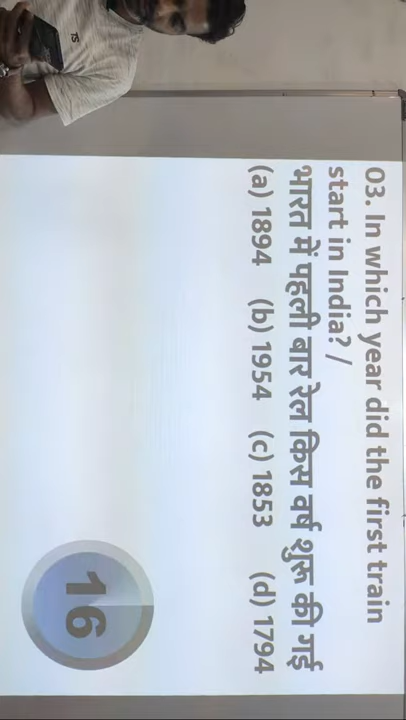 03. In which year did the first train
start in India? /
भारत में पहली बार रेल किस वर्ष शुरू की गई
(a) 1894 (b) 1954 (c) 1853 (d) 1794
16
TS